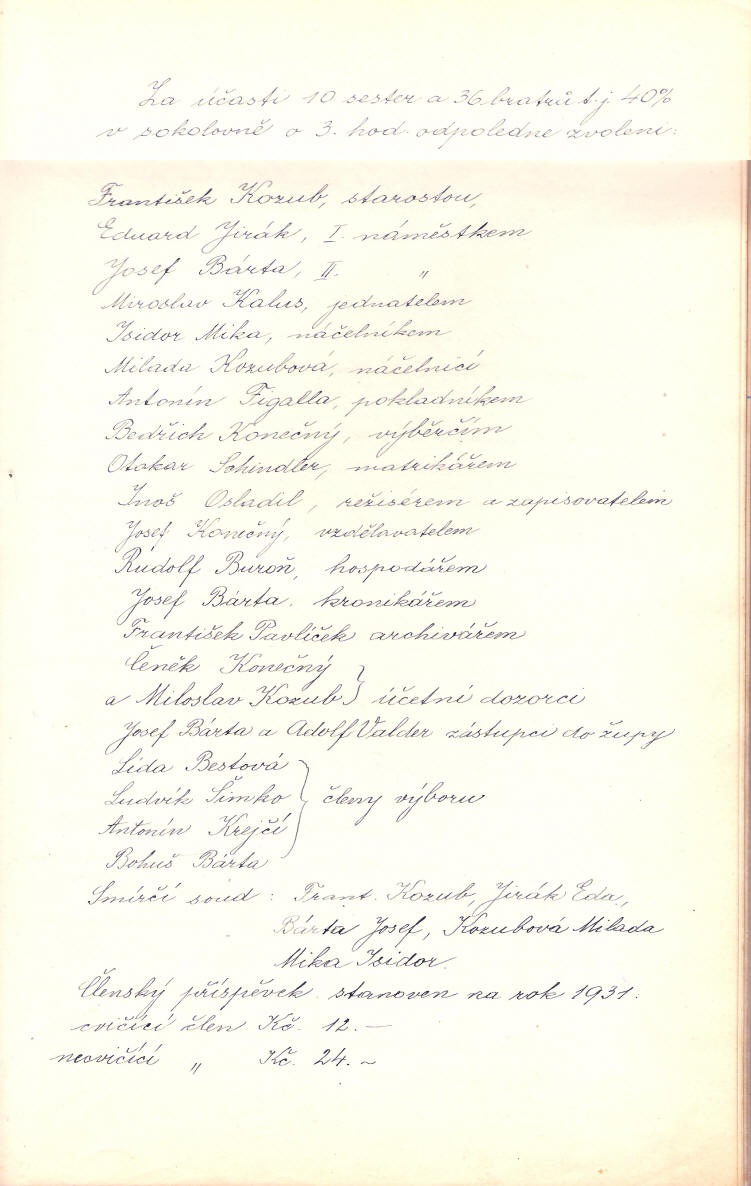 Za účasti 10 sester a 36 bratrů t. j. 40%
v sokolovně o 3. hod. odpoledne zvoleni:
František Kozub, starostou,
Eduard Jirák, I. náměstkem
Josef Bárta, II. "
Miroslav Kalus, jednatelem
Isidor Mika, náčelníkem
Milada Kozubová, náčelnicí
Antonín Figalla, pokladníkem
Bedřich Konečný, výběrčím
Otokar Schindler, matrikářem
Inoš Osladil, režisérem a zapisovatelem
Josef Konečný, vzdělavatelem
Rudolf Buroň, hospodářem
Josef Bárta. kronikářem
František Pavlíček archivářem
Čeněk Konečný
a Miloslav Kozub } účetní dozorci
Josef Bárta a Adolf Valder zástupci do župy
Lída Bestová
Ludvík Šimko } členy výboru
Antonín Krejčí
Bohuš Bárta
Smírčí soud : Frant. Kozub, Jirák Eda,
Bárta Josef, Kozubová Milada
Mika Isidor.
Členský příspěvek stanoven na rok 1931:
cvičící člen Kč. 12.—
necvičící " Kč. 24.~